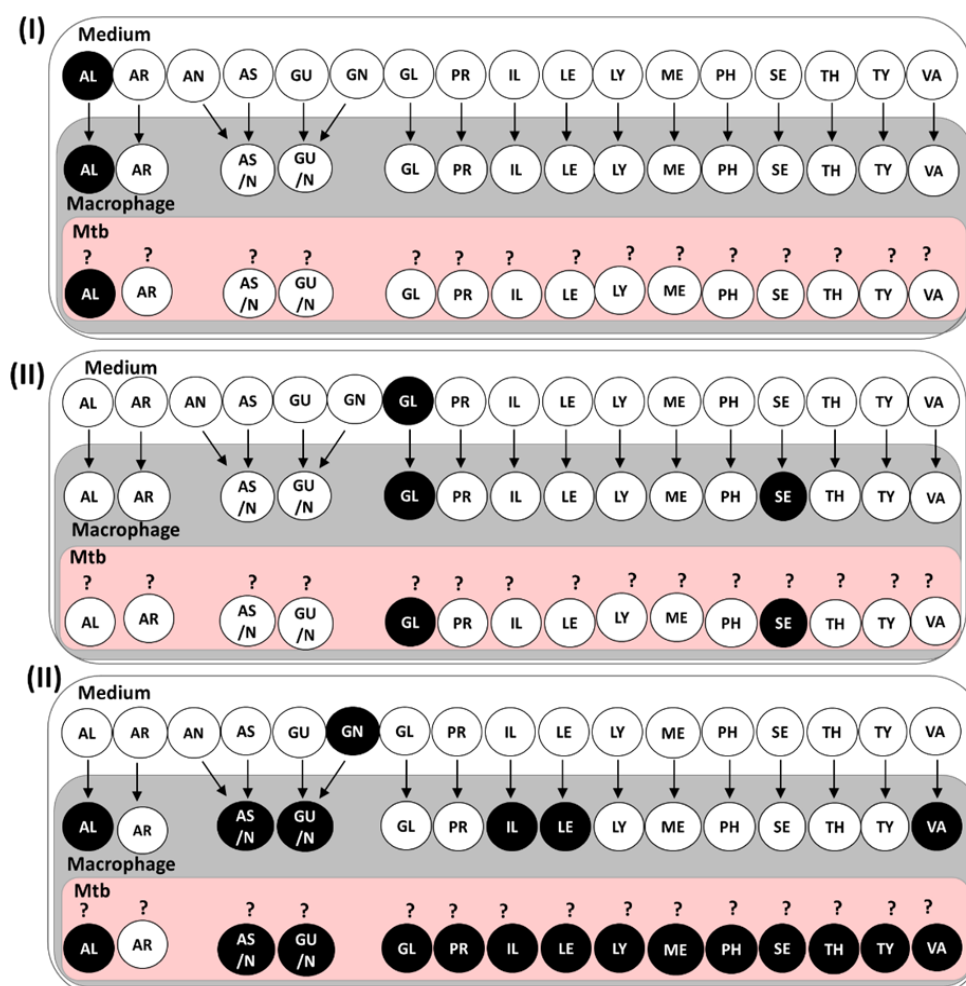 (I)
Medium
AL AR AN AS GU GN GL PR IL LE LY ME PH SE TH TY VA
AL AR AS /N GU /N GL PR IL LE LY ME PH SE TH TY VA
Macrophage
Mtb
? ? ? ? ? ? ? ? ? ? ? ? ? ? ?
AL AR AS /N GU /N GL PR IL LE LY ME PH SE TH TY VA
(II)
Medium
AL AR AN AS GU GN GL PR IL LE LY ME PH SE TH TY VA
AL AR AS /N GU /N GL PR IL LE LY ME PH SE TH TY VA
Macrophage
Mtb
? ? ? ? ? ? ? ? ? ? ? ? ? ? ?
AL AR AS /N GU /N GL PR IL LE LY ME PH SE TH TY VA
(II)
Medium
AL AR AN AS GU GN GL PR IL LE LY ME PH SE TH TY VA
AL AR AS /N GU /N GL PR IL LE LY ME PH SE TH TY VA
Macrophage
Mtb
? ? ? ? ? ? ? ? ? ? ? ? ? ? ?
AL AR AS /N GU /N GL PR IL LE LY ME PH SE TH TY VA